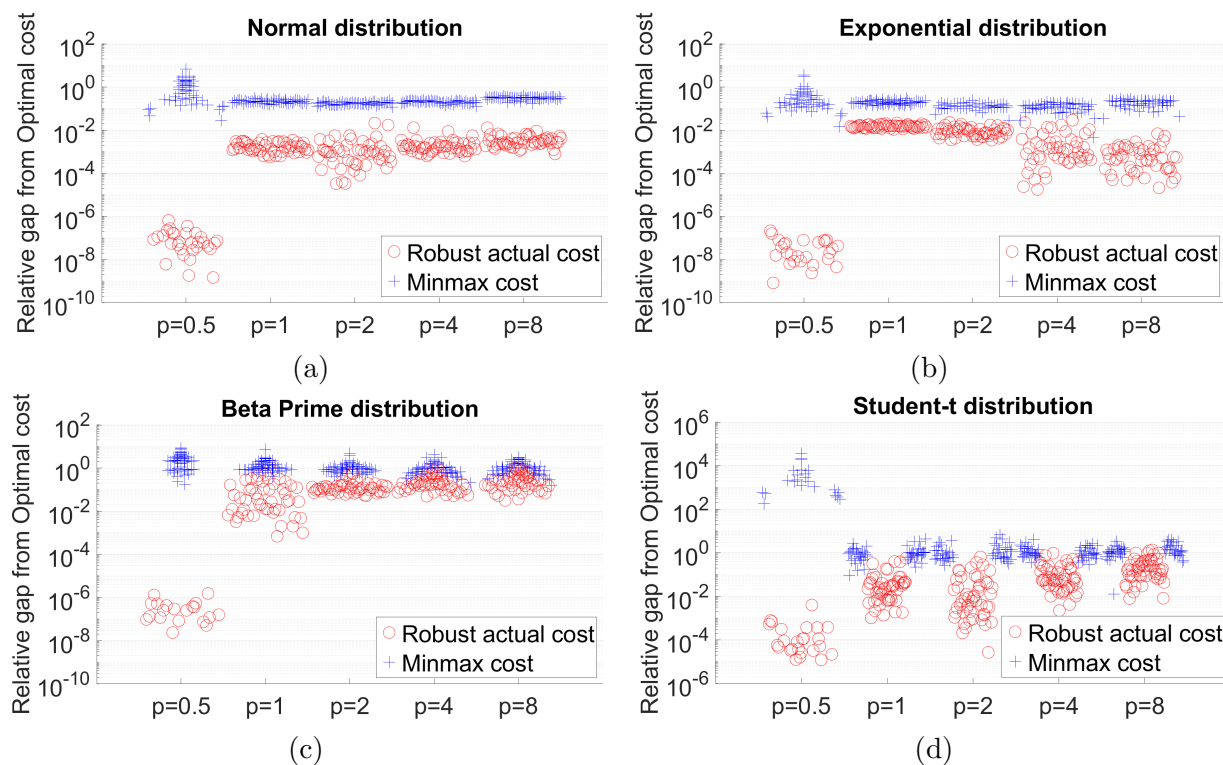 Normal distribution
Relative gap from Optimal cost
10^2
10^0
10^-2
10^-4
10^-6
10^-8
10^-10
Robust actual cost
Minmax cost
p=0.5 p=1 p=2 p=4 p=8
(a)
Exponential distribution
Relative gap from Optimal cost
10^2
10^0
10^-2
10^-4
10^-6
10^-8
10^-10
Robust actual cost
Minmax cost
p=0.5 p=1 p=2 p=4 p=8
(b)
Beta Prime distribution
Relative gap from Optimal cost
10^2
10^0
10^-2
10^-4
10^-6
10^-8
10^-10
Robust actual cost
Minmax cost
p=0.5 p=1 p=2 p=4 p=8
(c)
Student-t distribution
Relative gap from Optimal cost
10^6
10^4
10^2
10^0
10^-2
10^-4
10^-6
Robust actual cost
Minmax cost
p=0.5 p=1 p=2 p=4 p=8
(d)